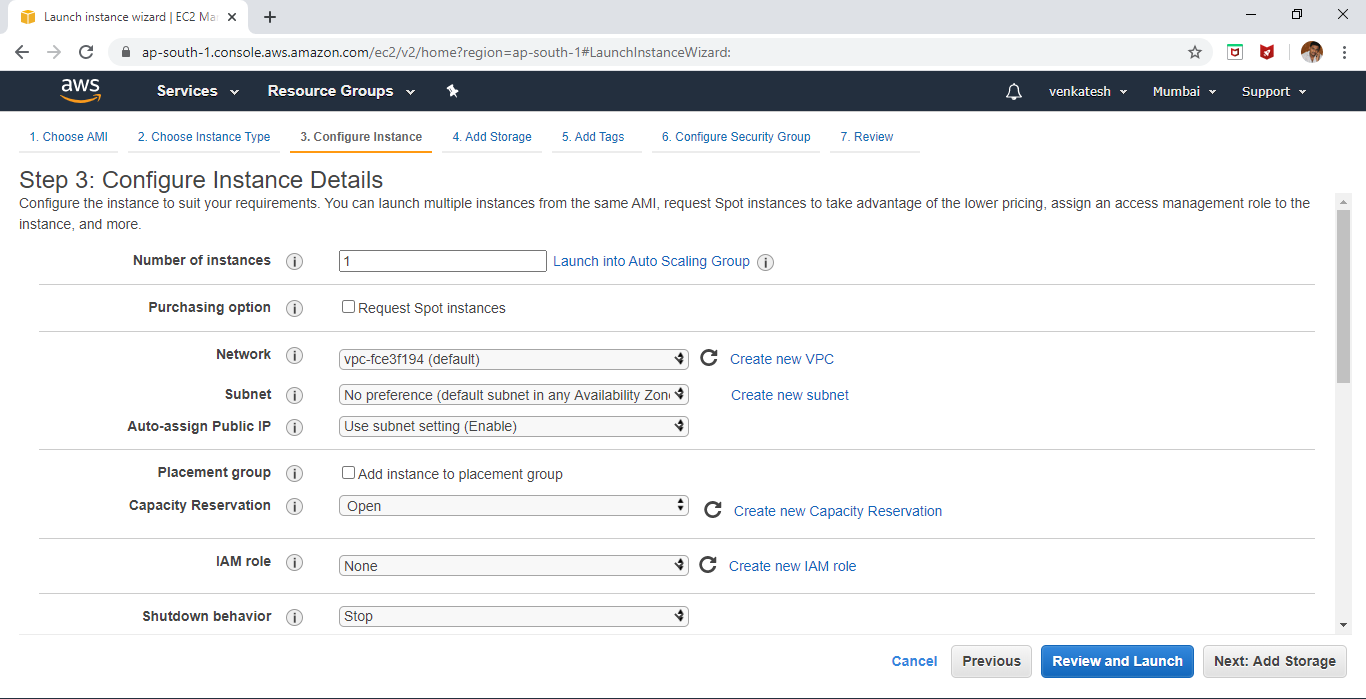 Launch instance wizard | EC2 Ma
ap-south-1.console.aws.amazon.com/ec2/v2/home?region=ap-south-1#LaunchInstanceWizard:
aws Services Resource Groups venkatesh Mumbai Support
1. Choose AMI 2. Choose Instance Type 3. Configure Instance 4. Add Storage 5. Add Tags 6. Configure Security Group 7. Review
Step 3: Configure Instance Details
Configure the instance to suit your requirements. You can launch multiple instances from the same AMI, request Spot instances to take advantage of the lower pricing, assign an access management role to the
instance, and more.
Number of instances i 1 Launch into Auto Scaling Group i
Purchasing option i Request Spot instances
Network i vpc-fce3f194 (default) Create new VPC
Subnet i No preference (default subnet in any Availability Zon Create new subnet
Auto-assign Public IP i Use subnet setting (Enable)
Placement group i Add instance to placement group
Capacity Reservation i Open Create new Capacity Reservation
IAM role i None Create new IAM role
Shutdown behavior i Stop
Cancel Previous Review and Launch Next: Add Storage